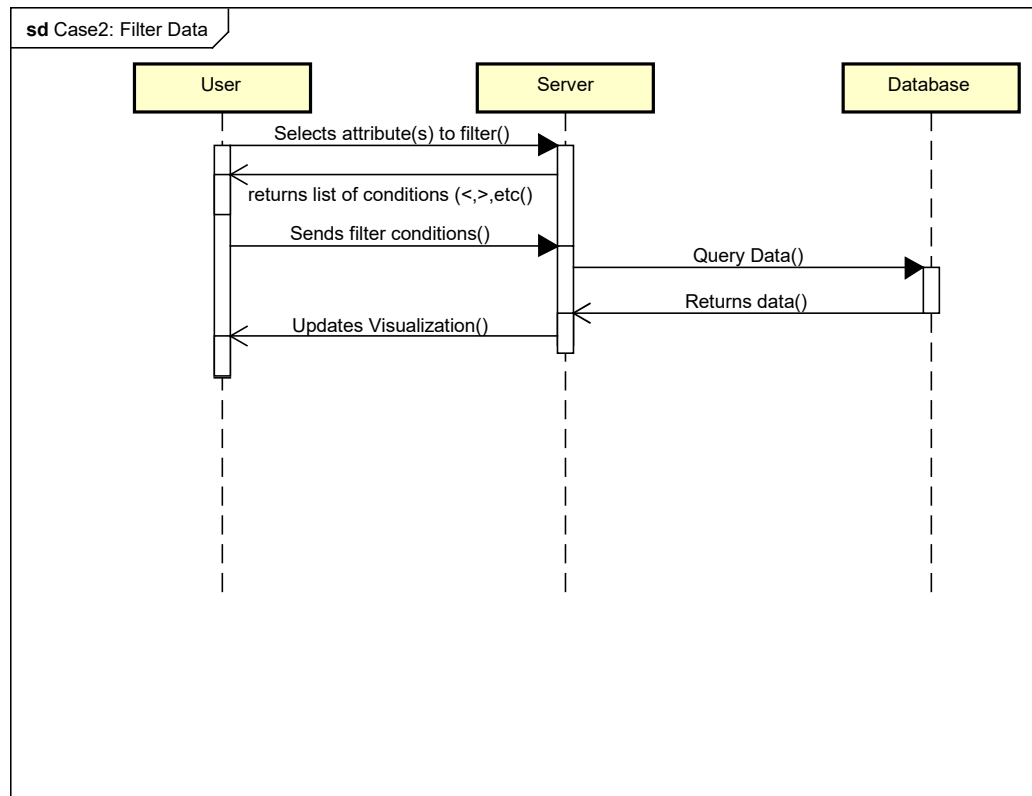 sd Case2: Filter Data
User
Server
Database
Selects attribute(s) to filter()
returns list of conditions (<,>,etc()
Sends filter conditions()
Query Data()
Returns data()
Updates Visualization()